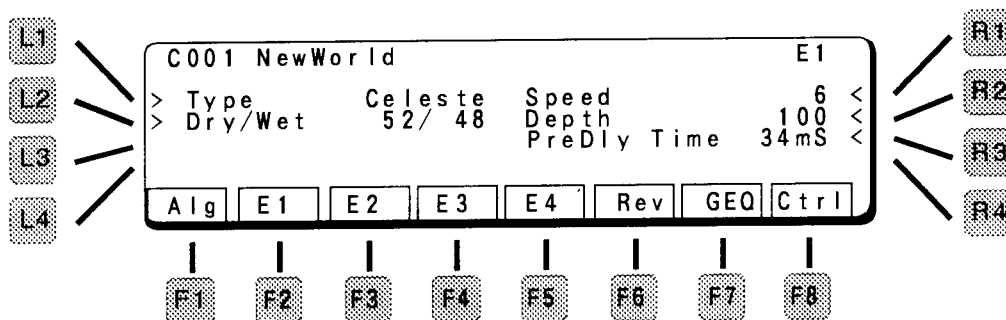 L1
L2
L3
L4
C001 NewWorld E1
> Type Celeste Speed 6 <
> Dry/Wet 52/ 48 Depth 100 <
PreDly Time 34mS <
Alg E1 E2 E3 E4 Rev GEQ Ctrl
R1
R2
R3
R4
F1 F2 F3 F4 F5 F6 F7 F8